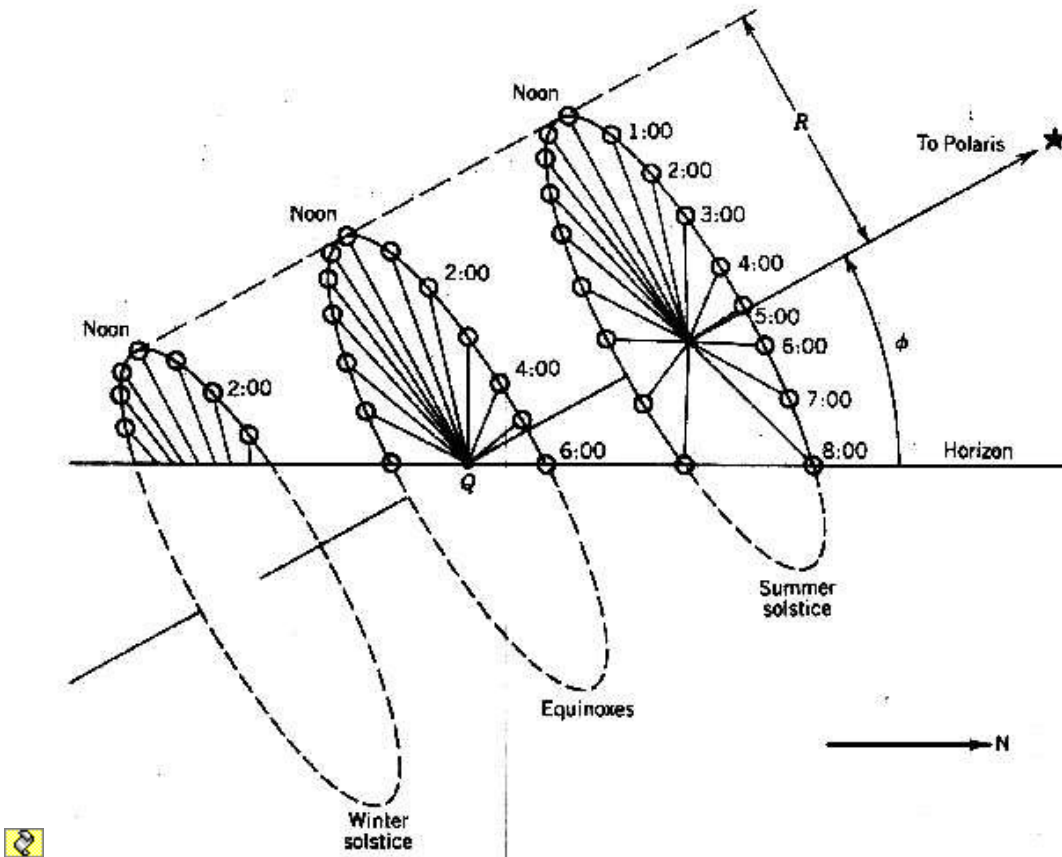 Noon
1:00
2:00
3:00
4:00
5:00
6:00
7:00
8:00
R
To Polaris
ϕ
Horizon
Noon
2:00
4:00
6:00
Q
Noon
2:00
Summer
solstice
Equinoxes
Winter
solstice
N